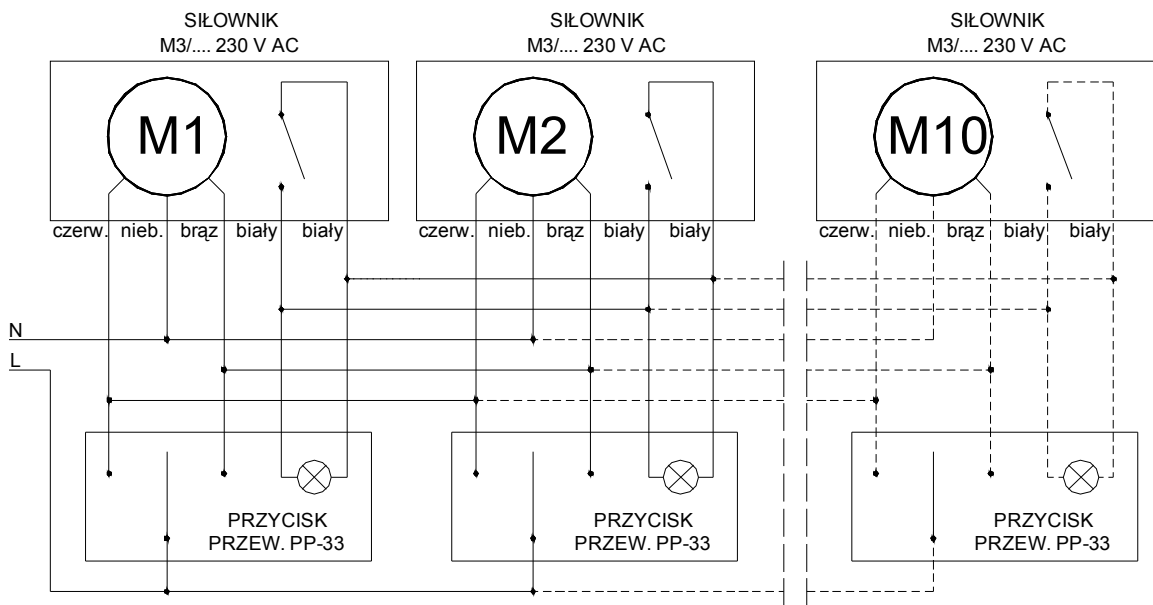 SIŁOWNIK
M3/.... 230 V AC
SIŁOWNIK
M3/.... 230 V AC
SIŁOWNIK
M3/.... 230 V AC
M1
M2
M10
czerw. nieb. brąz biały biały
czerw. nieb. brąz biały biały
czerw. nieb. brąz biały biały
N
L
PRZYCISK
PRZEW. PP-33
PRZYCISK
PRZEW. PP-33
PRZYCISK
PRZEW. PP-33